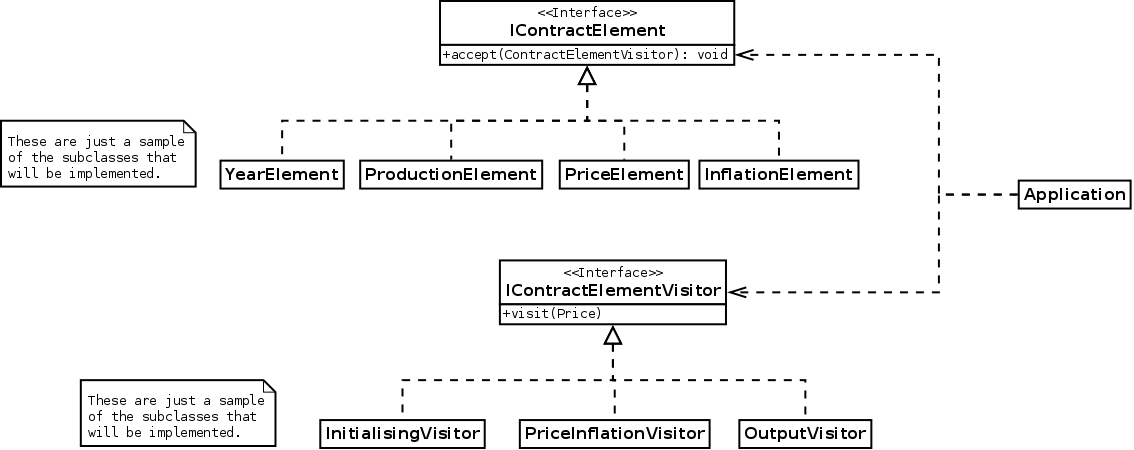 <<Interface>>
IContractElement
+accept(ContractElementVisitor): void
These are just a sample
of the subclasses that
will be implemented.
YearElement
ProductionElement
PriceElement
InflationElement
Application
<<Interface>>
IContractElementVisitor
+visit(Price)
These are just a sample
of the subclasses that
will be implemented.
InitialisingVisitor
PriceInflationVisitor
OutputVisitor